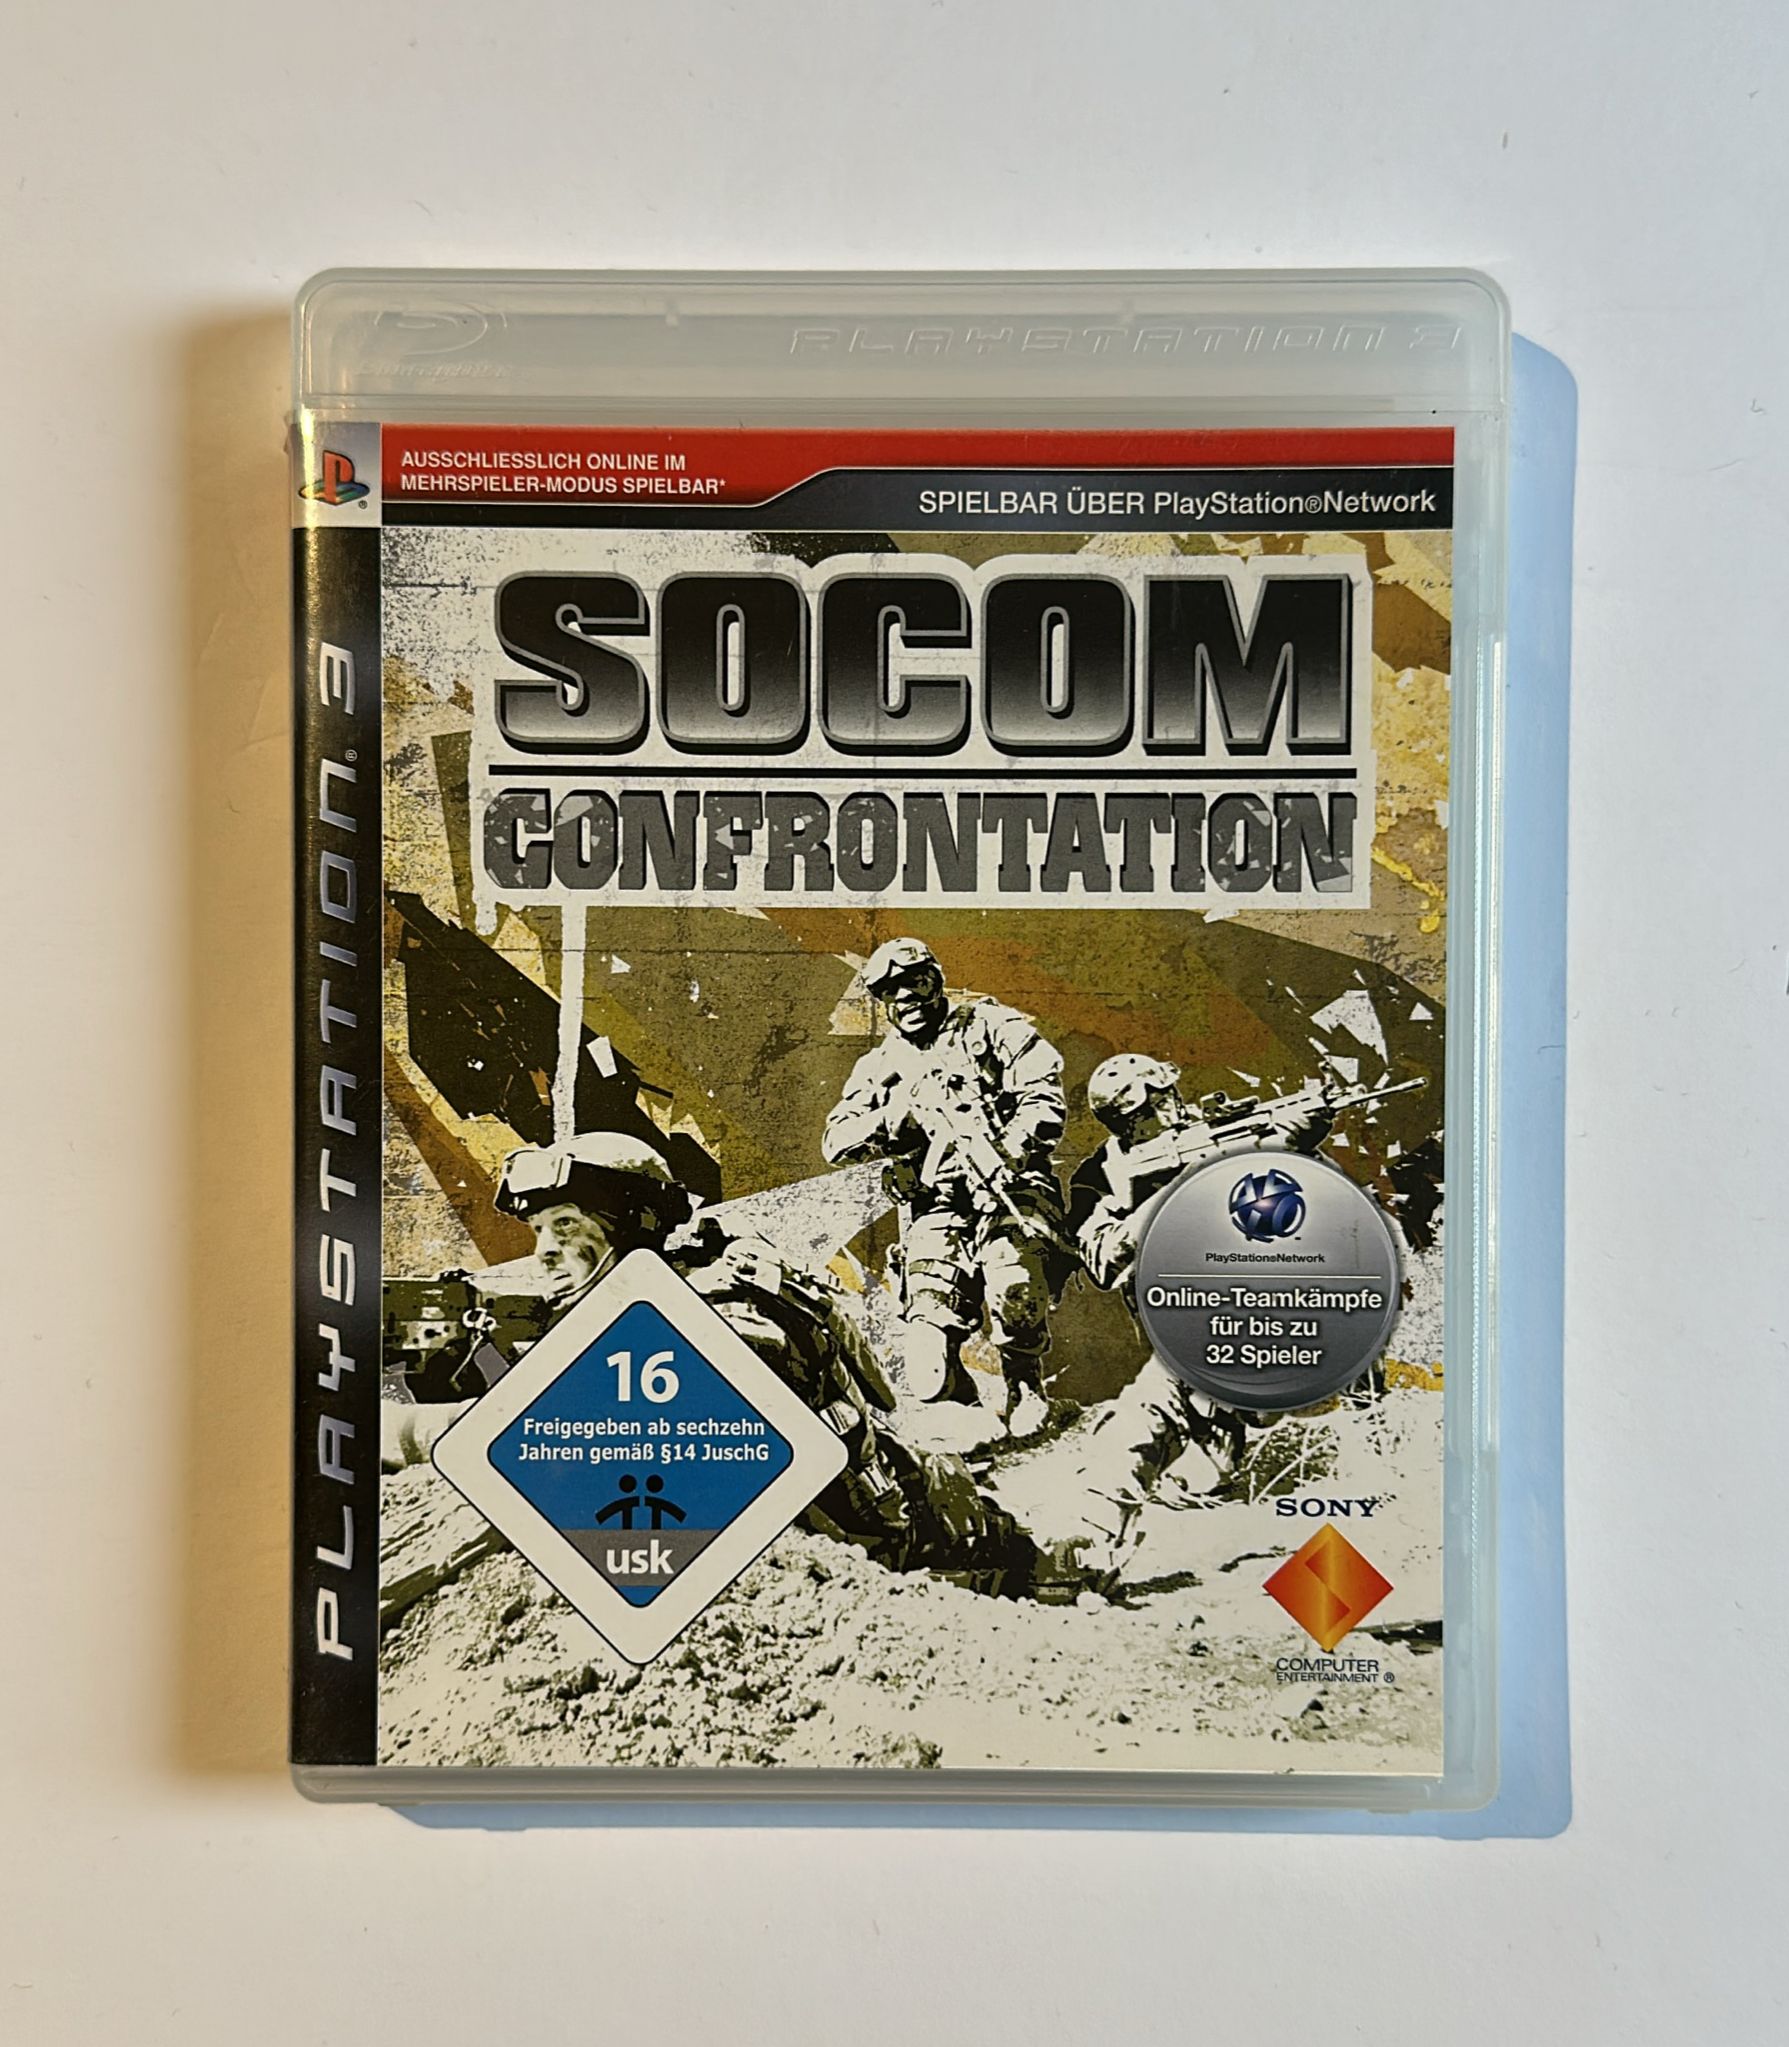 PLAYSTATION 3
AUSSCHLIESSLICH ONLINE IM
MEHRSPIELER-MODUS SPIELBAR*
SPIELBAR ÜBER PlayStation®Network
PLAYSTATION®3
SOCOM
CONFRONTATION
PlayStation®Network
Online-Teamkämpfe
für bis zu
32 Spieler
16
Freigegeben ab sechzehn
Jahren gemäß §14 JuschG
usk
SONY
COMPUTER
ENTERTAINMENT ®